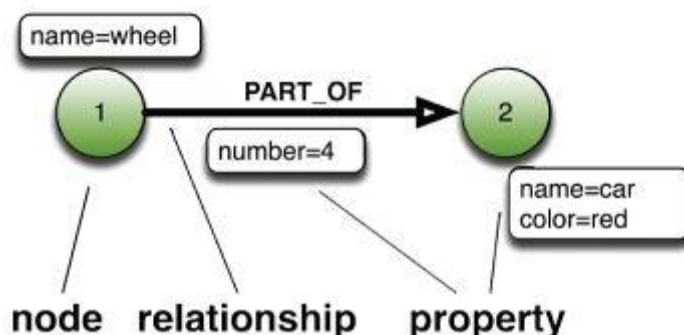 name=wheel
1
PART_OF
2
number=4
name=car
color=red
node relationship property